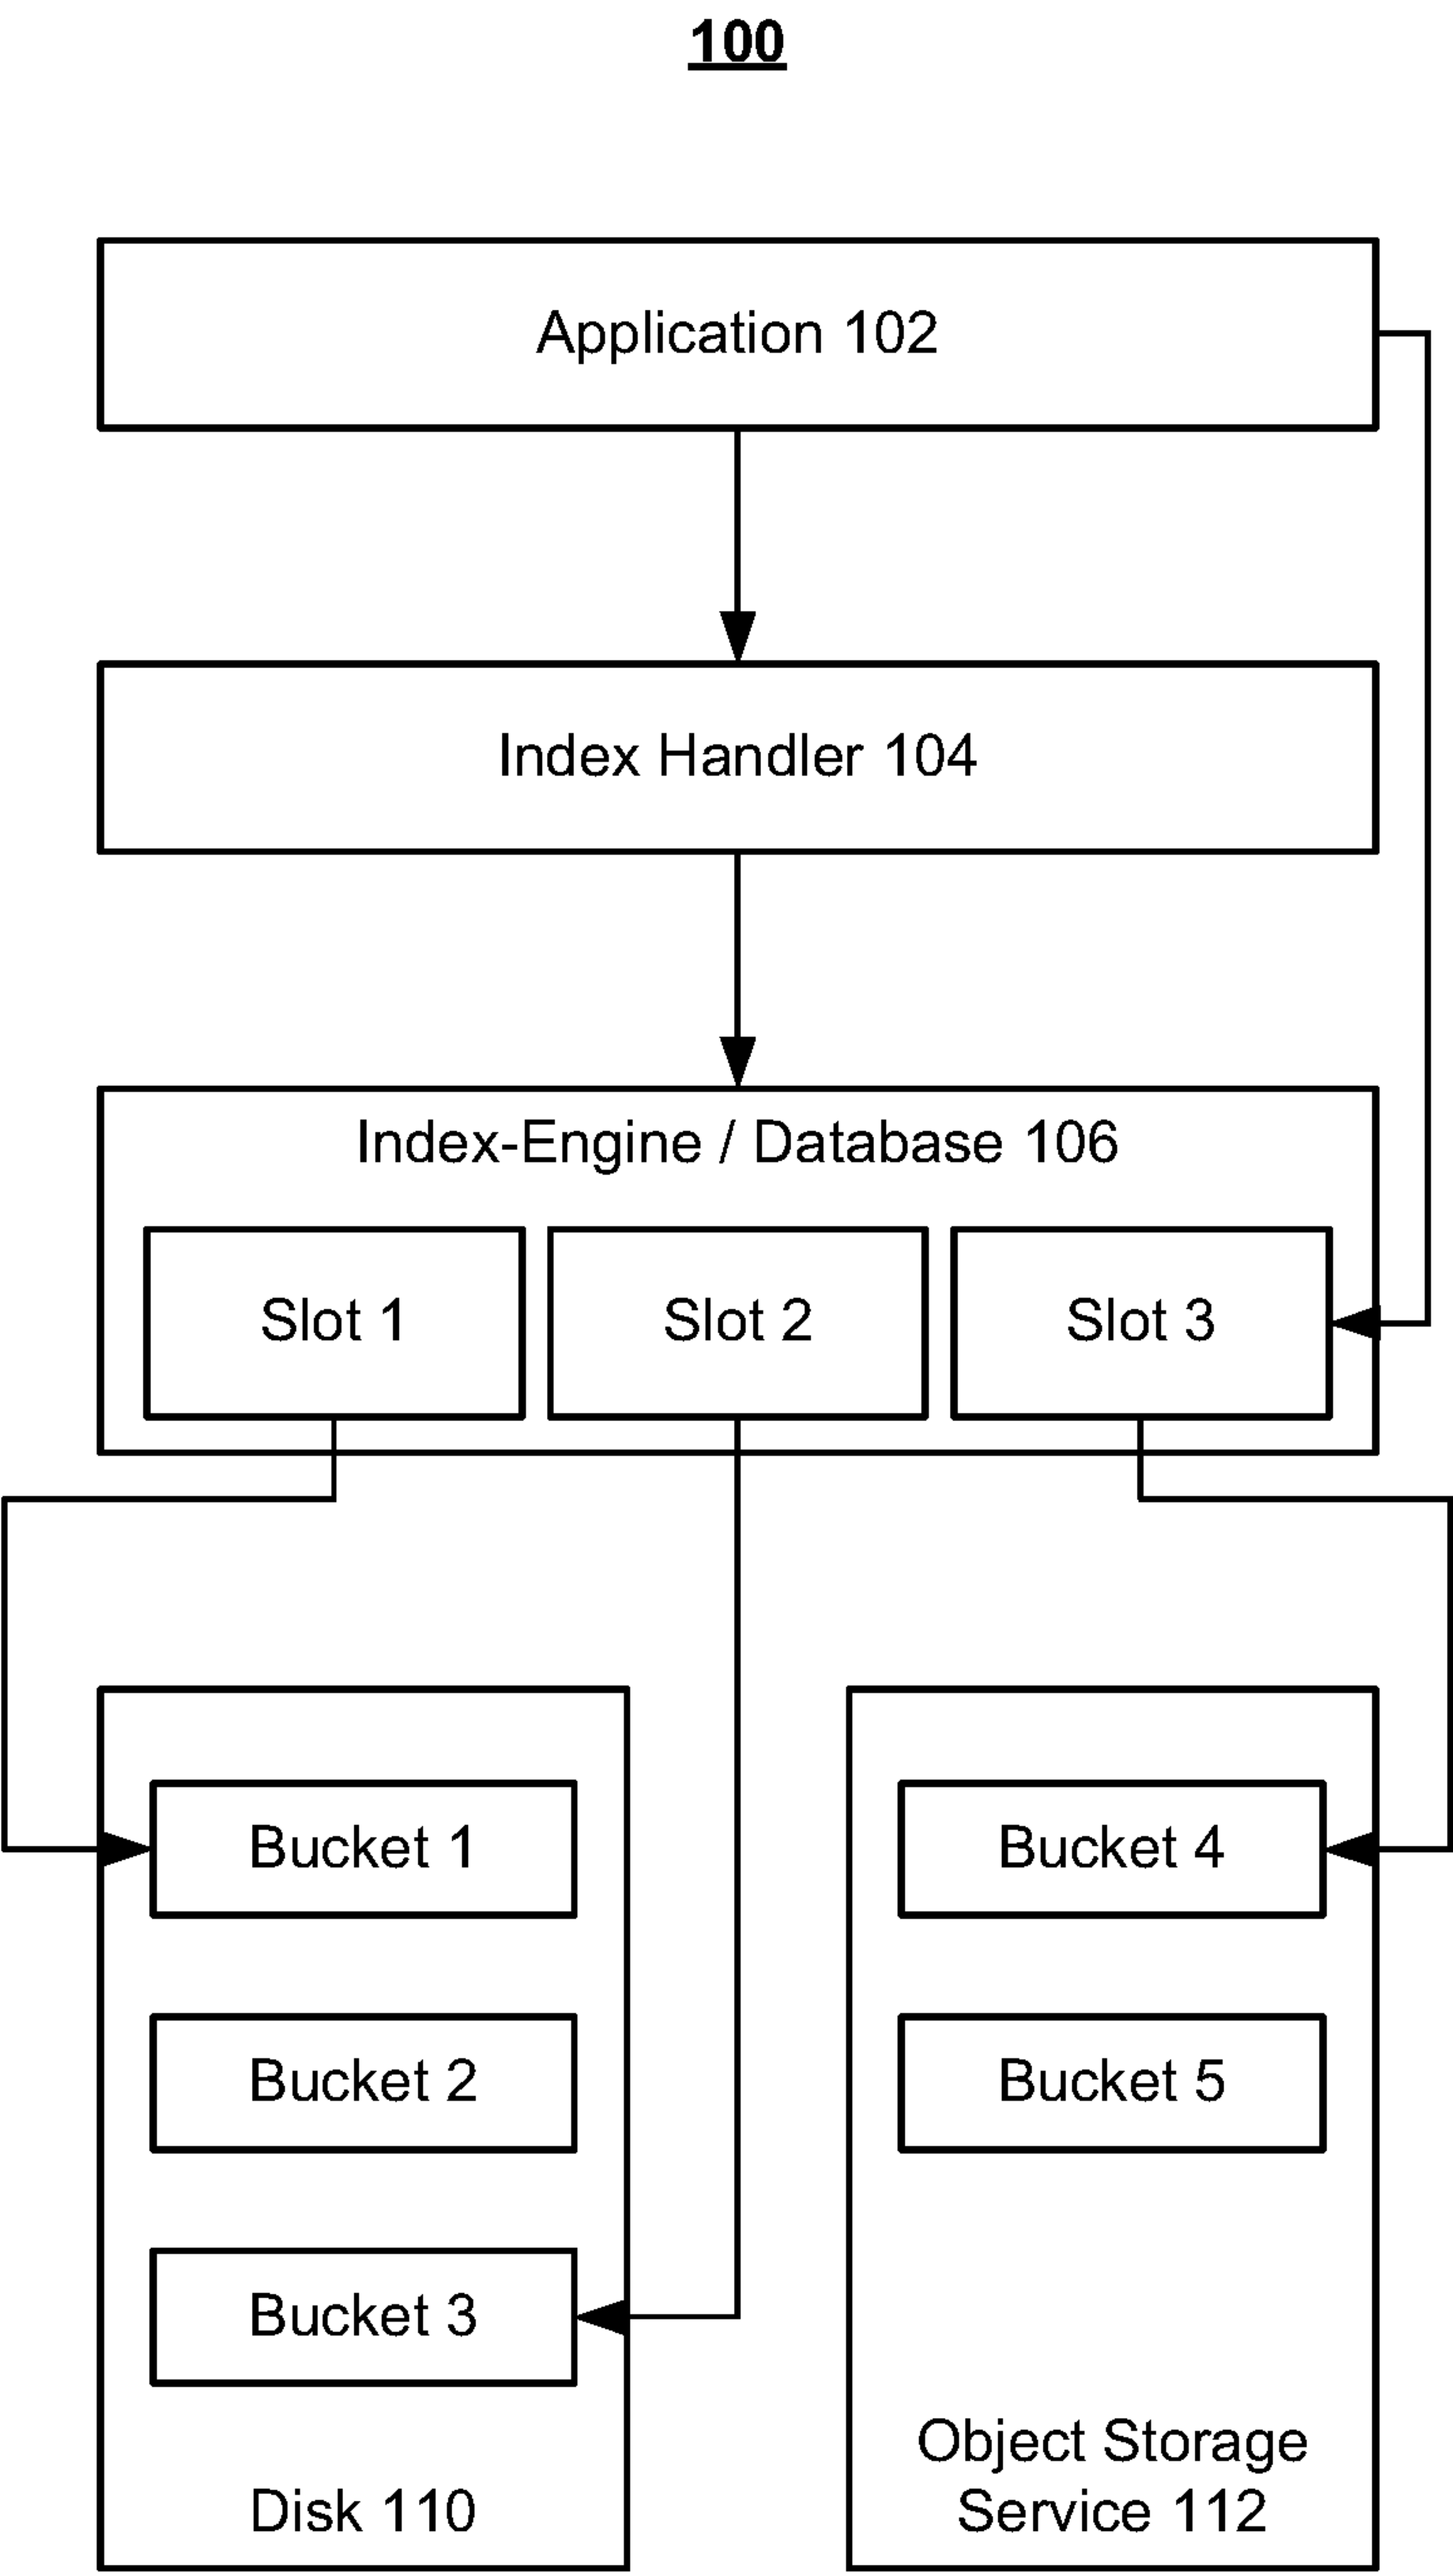 100
Application 102
Index Handler 104
Index-Engine / Database 106
Slot 1
Slot 2
Slot 3
Bucket 1
Bucket 2
Bucket 3
Disk 110
Bucket 4
Bucket 5
Object Storage
Service 112